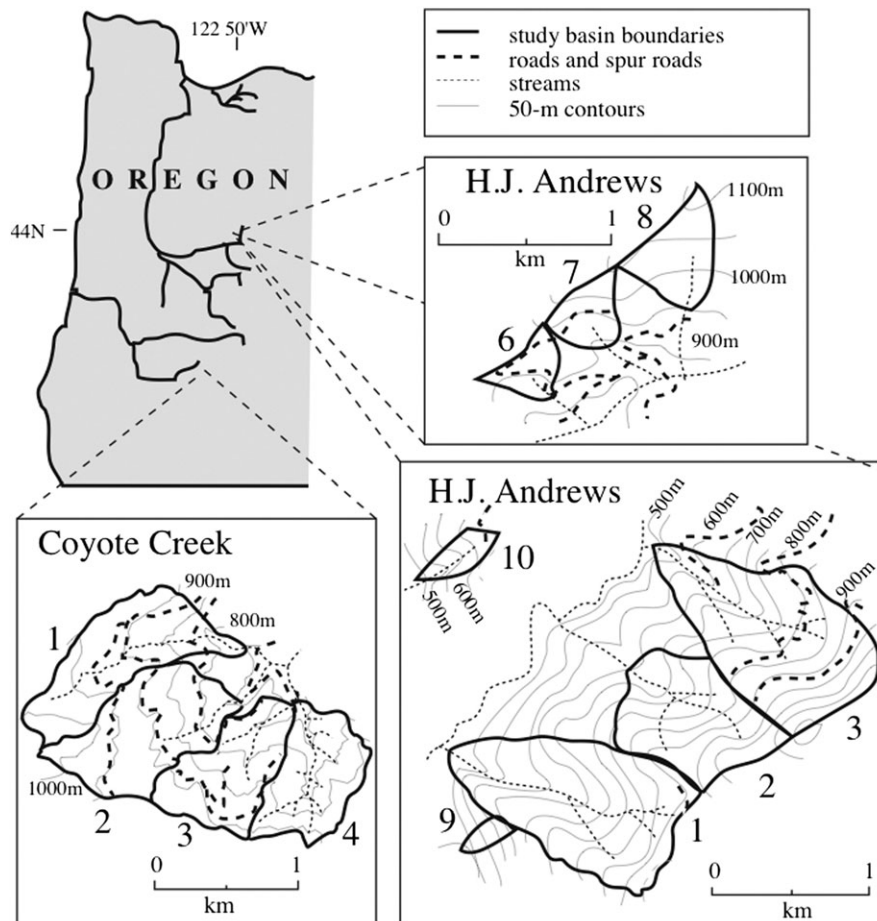 122 50'W
OREGON
44N
study basin boundaries
roads and spur roads
streams
50-m contours
H.J. Andrews
0
1
km
8
7
6
1100m
1000m
900m
Coyote Creek
900m
800m
1
1000m
2
3
4
0
1
km
H.J. Andrews
10
500m
600m
500m
600m
700m
800m
900m
3
2
1
9
0
1
km